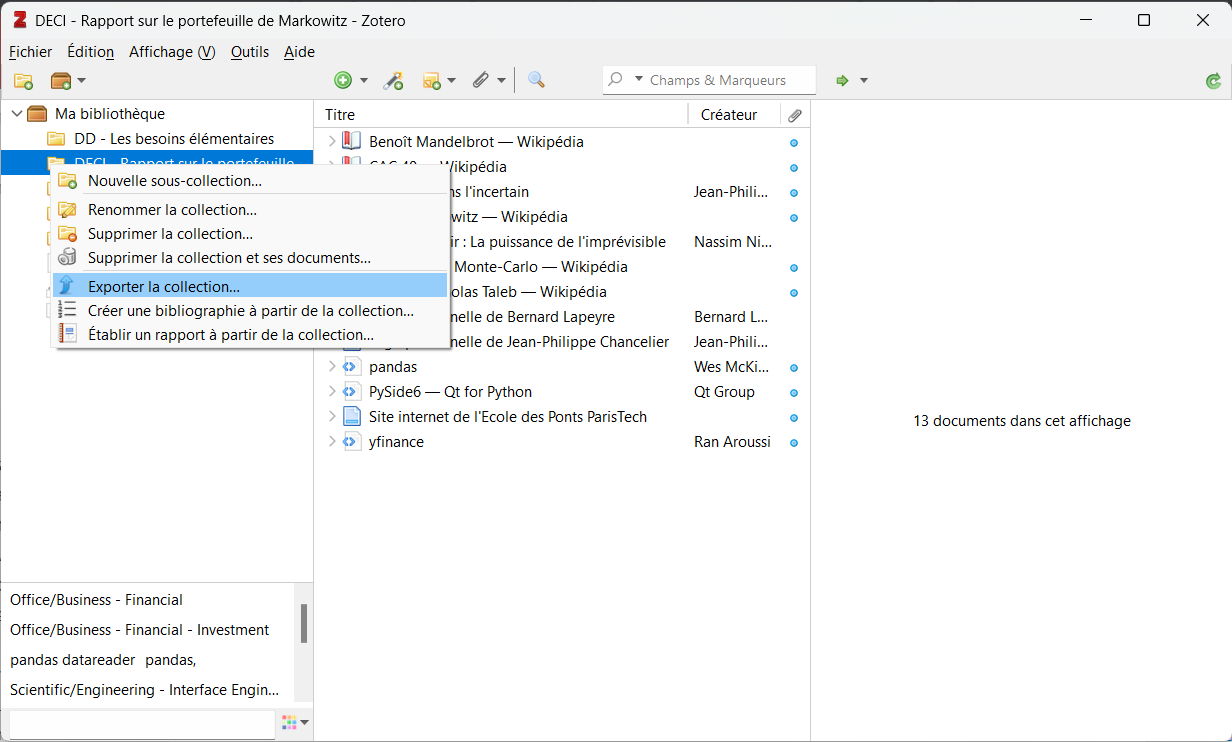 DECI - Rapport sur le portefeuille de Markowitz - Zotero
Fichier Édition Affichage (V) Outils Aide
Champs & Marqueurs
Ma bibliothèque
DD - Les besoins élémentaires
DECI - Rapport sur le portefeuille
Nouvelle sous-collection...
Renommer la collection...
Supprimer la collection...
Supprimer la collection et ses documents...
Exporter la collection...
Créer une bibliographie à partir de la collection...
Établir un rapport à partir de la collection...
Titre Créateur
Benoît Mandelbrot — Wikipédia
CAC 40 — Wikipédia
ns l'incertain Jean-Phili...
witz — Wikipédia
ir : La puissance de l'imprévisible Nassim Ni...
Monte-Carlo — Wikipédia
olas Taleb — Wikipédia
nelle de Bernard Lapeyre Bernard L...
nelle de Jean-Philippe Chancelier Jean-Phili...
pandas Wes McKi...
PySide6 — Qt for Python Qt Group
Site internet de l'Ecole des Ponts ParisTech
yfinance Ran Aroussi
13 documents dans cet affichage
Office/Business - Financial
Office/Business - Financial - Investment
pandas datareader pandas,
Scientific/Engineering - Interface Engin...